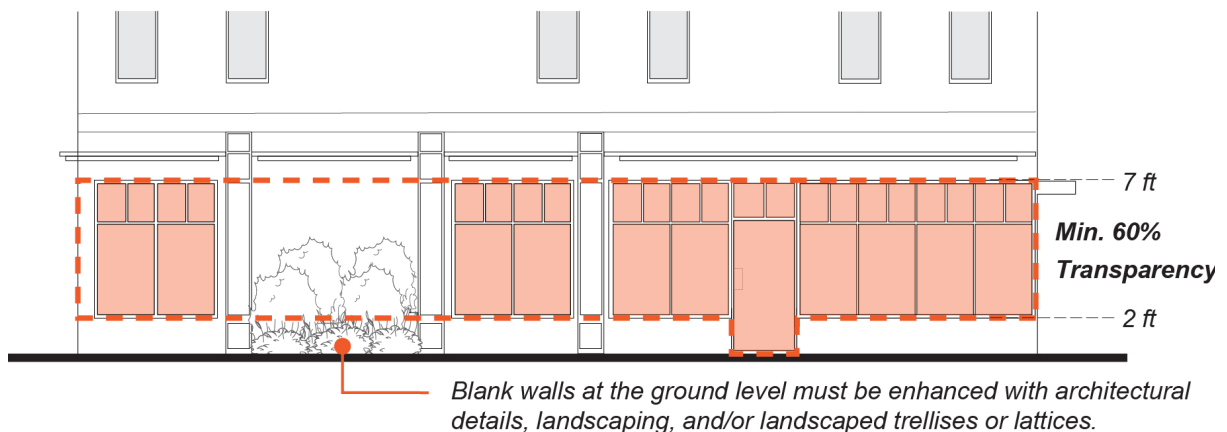 7 ft
Min. 60%
Transparency
2 ft
Blank walls at the ground level must be enhanced with architectural
details, landscaping, and/or landscaped trellises or lattices.